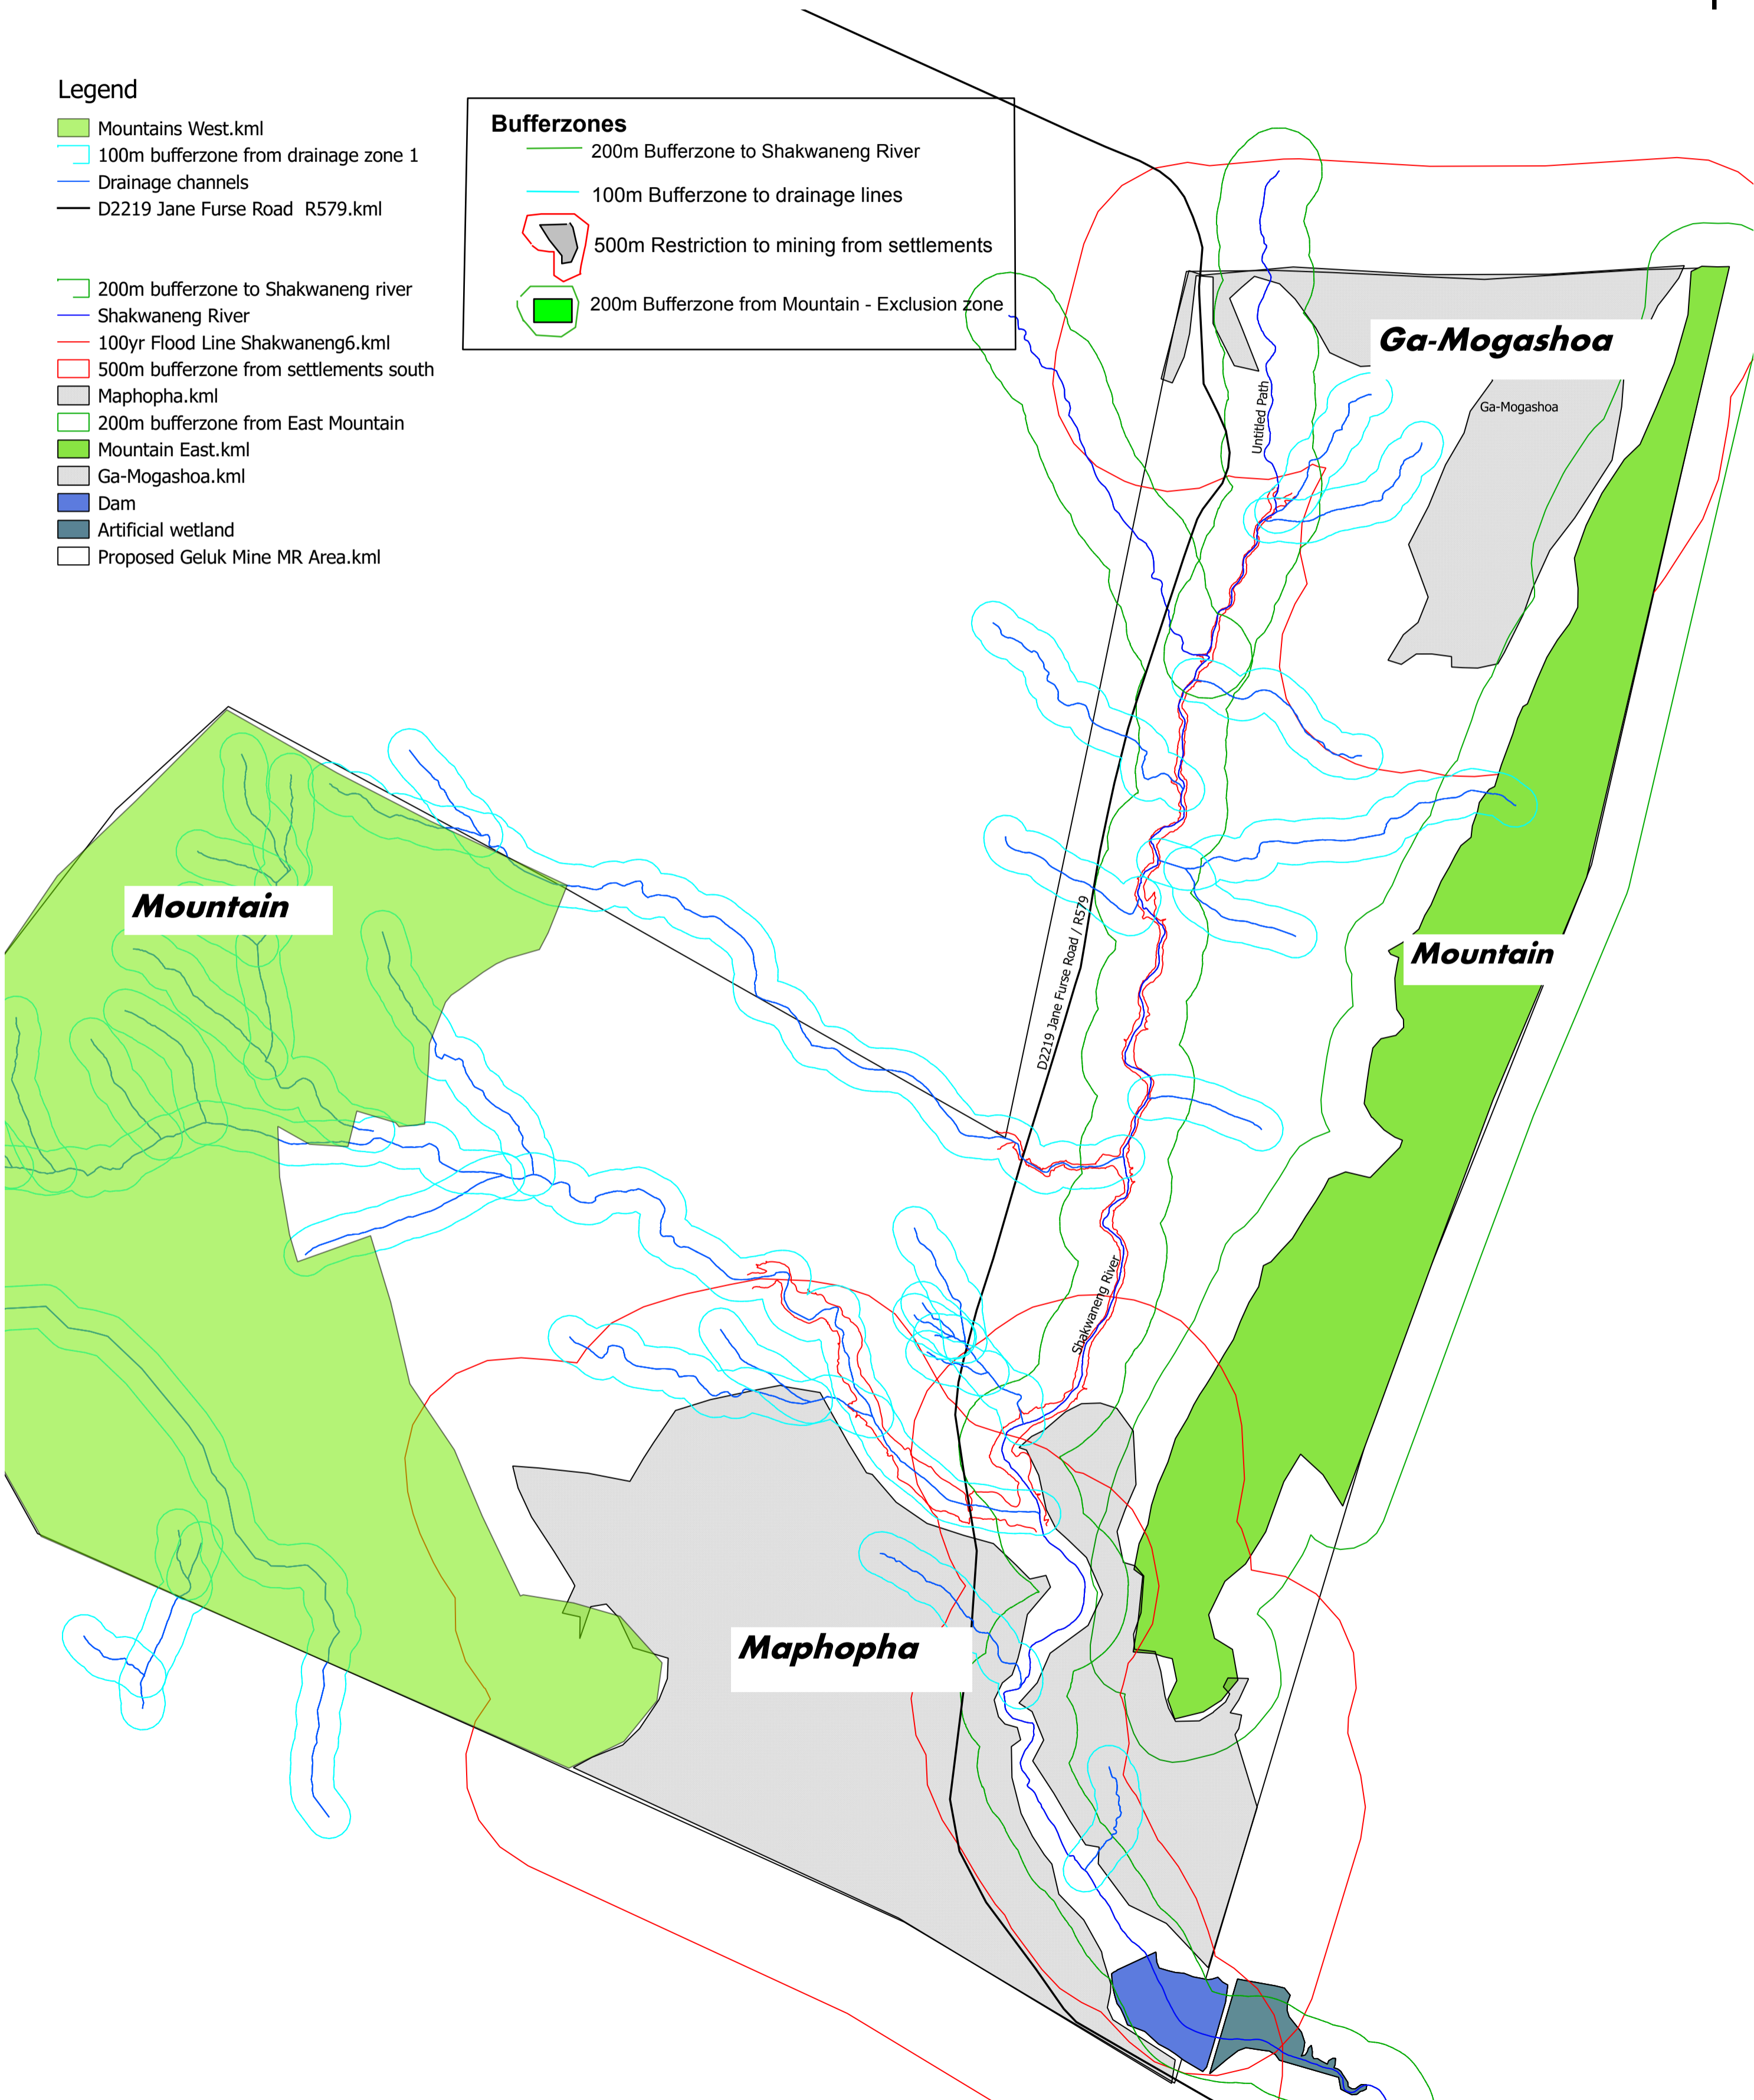 Legend
Mountains West.kml
100m bufferzone from drainage zone 1
Drainage channels
D2219 Jane Furse Road R579.kml
200m bufferzone to Shakwaneng river
Shakwaneng River
100yr Flood Line Shakwaneng6.kml
500m bufferzone from settlements south
Maphopha.kml
200m bufferzone from East Mountain
Mountain East.kml
Ga-Mogashoa.kml
Dam
Artificial wetland
Proposed Geluk Mine MR Area.kml
Bufferzones
200m Bufferzone to Shakwaneng River
100m Bufferzone to drainage lines
500m Restriction to mining from settlements
200m Bufferzone from Mountain - Exclusion zone
Ga-Mogashoa
Ga-Mogashoa
Untitled Path
Mountain
Mountain
D2219 Jane Furse Road / R579
Shakwaneng River
Maphopha